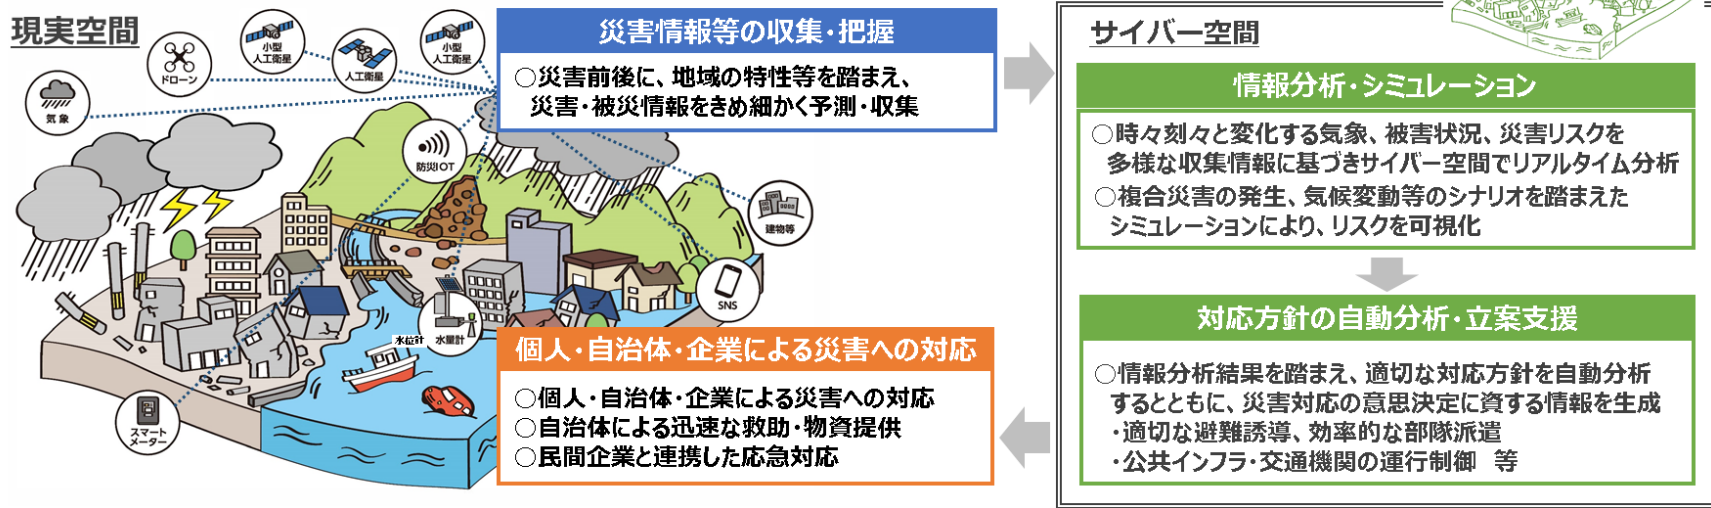 現実空間
気象
ドローン
小型
人工衛星
人工衛星
小型
人工衛星
防災IOT
建物等
SNS
水位計
水量計
スマート
メーター
災害情報等の収集・把握
○災害前後に、地域の特性等を踏まえ、
災害・被災情報をきめ細かく予測・収集
サイバー空間
情報分析・シミュレーション
○時々刻々と変化する気象、被害状況、災害リスクを
多様な収集情報に基づきサイバー空間でリアルタイム分析
○複合災害の発生、気候変動等のシナリオを踏まえた
シミュレーションにより、リスクを可視化
対応方針の自動分析・立案支援
○情報分析結果を踏まえ、適切な対応方針を自動分析
するとともに、災害対応の意思決定に資する情報を生成
・適切な避難誘導、効率的な部隊派遣
・公共インフラ・交通機関の運行制御　等
個人・自治体・企業による災害への対応
○個人・自治体・企業による災害への対応
○自治体による迅速な救助・物資提供
○民間企業と連携した応急対応